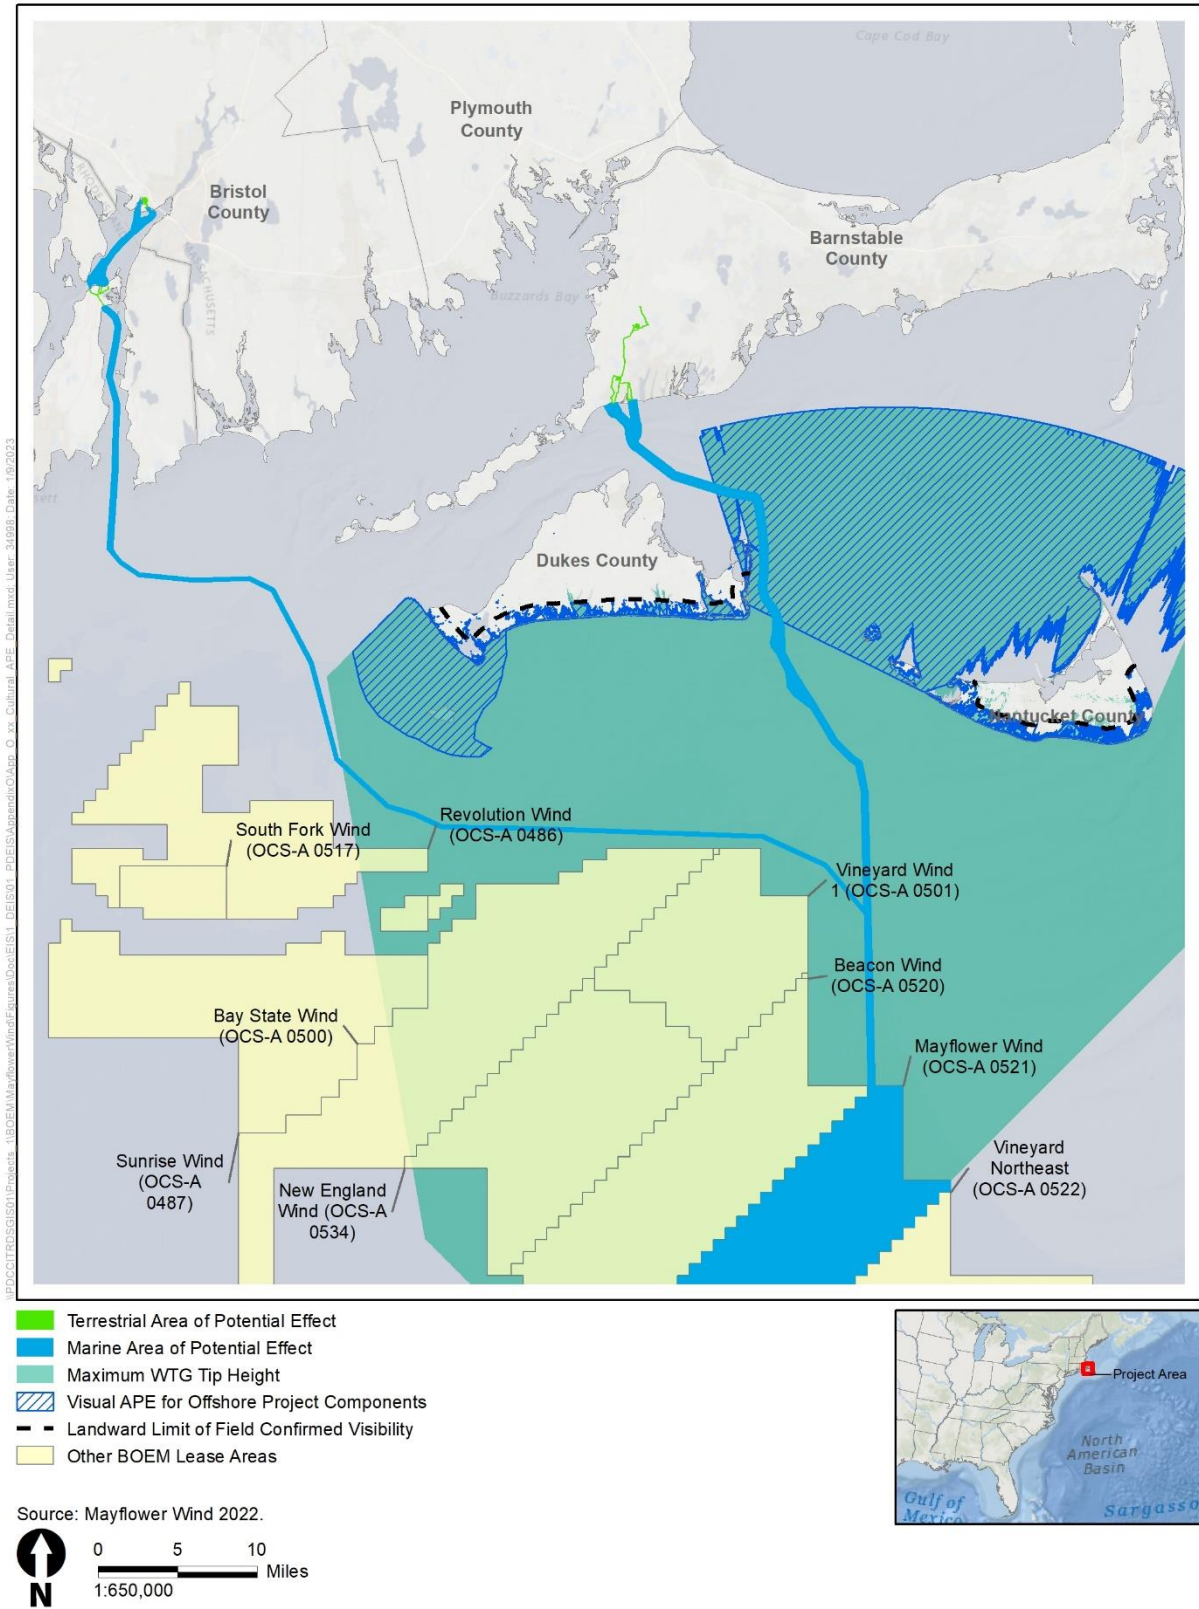 Cape Cod Bay
Plymouth
County
Bristol
County
RHODE
Barnstable
County
Buzzards Bay
Dukes County
Nantucket County
South Fork Wind
(OCS-A 0517)
Revolution Wind
(OCS-A 0486)
Vineyard Wind
1 (OCS-A 0501)
Beacon Wind
(OCS-A 0520)
Bay State Wind
(OCS-A 0500)
Mayflower Wind
(OCS-A 0521)
Sunrise Wind
(OCS-A
0487)
New England
Wind (OCS-A
0534)
Vineyard
Northeast
(OCS-A 0522)
Terrestrial Area of Potential Effect
Marine Area of Potential Effect
Maximum WTG Tip Height
Visual APE for Offshore Project Components
Landward Limit of Field Confirmed Visibility
Other BOEM Lease Areas
Source: Mayflower Wind 2022.
N
0 5 10
Miles
1:650,000
Project Area
North
American
Basin
Gulf of
Mexico
Sargasso